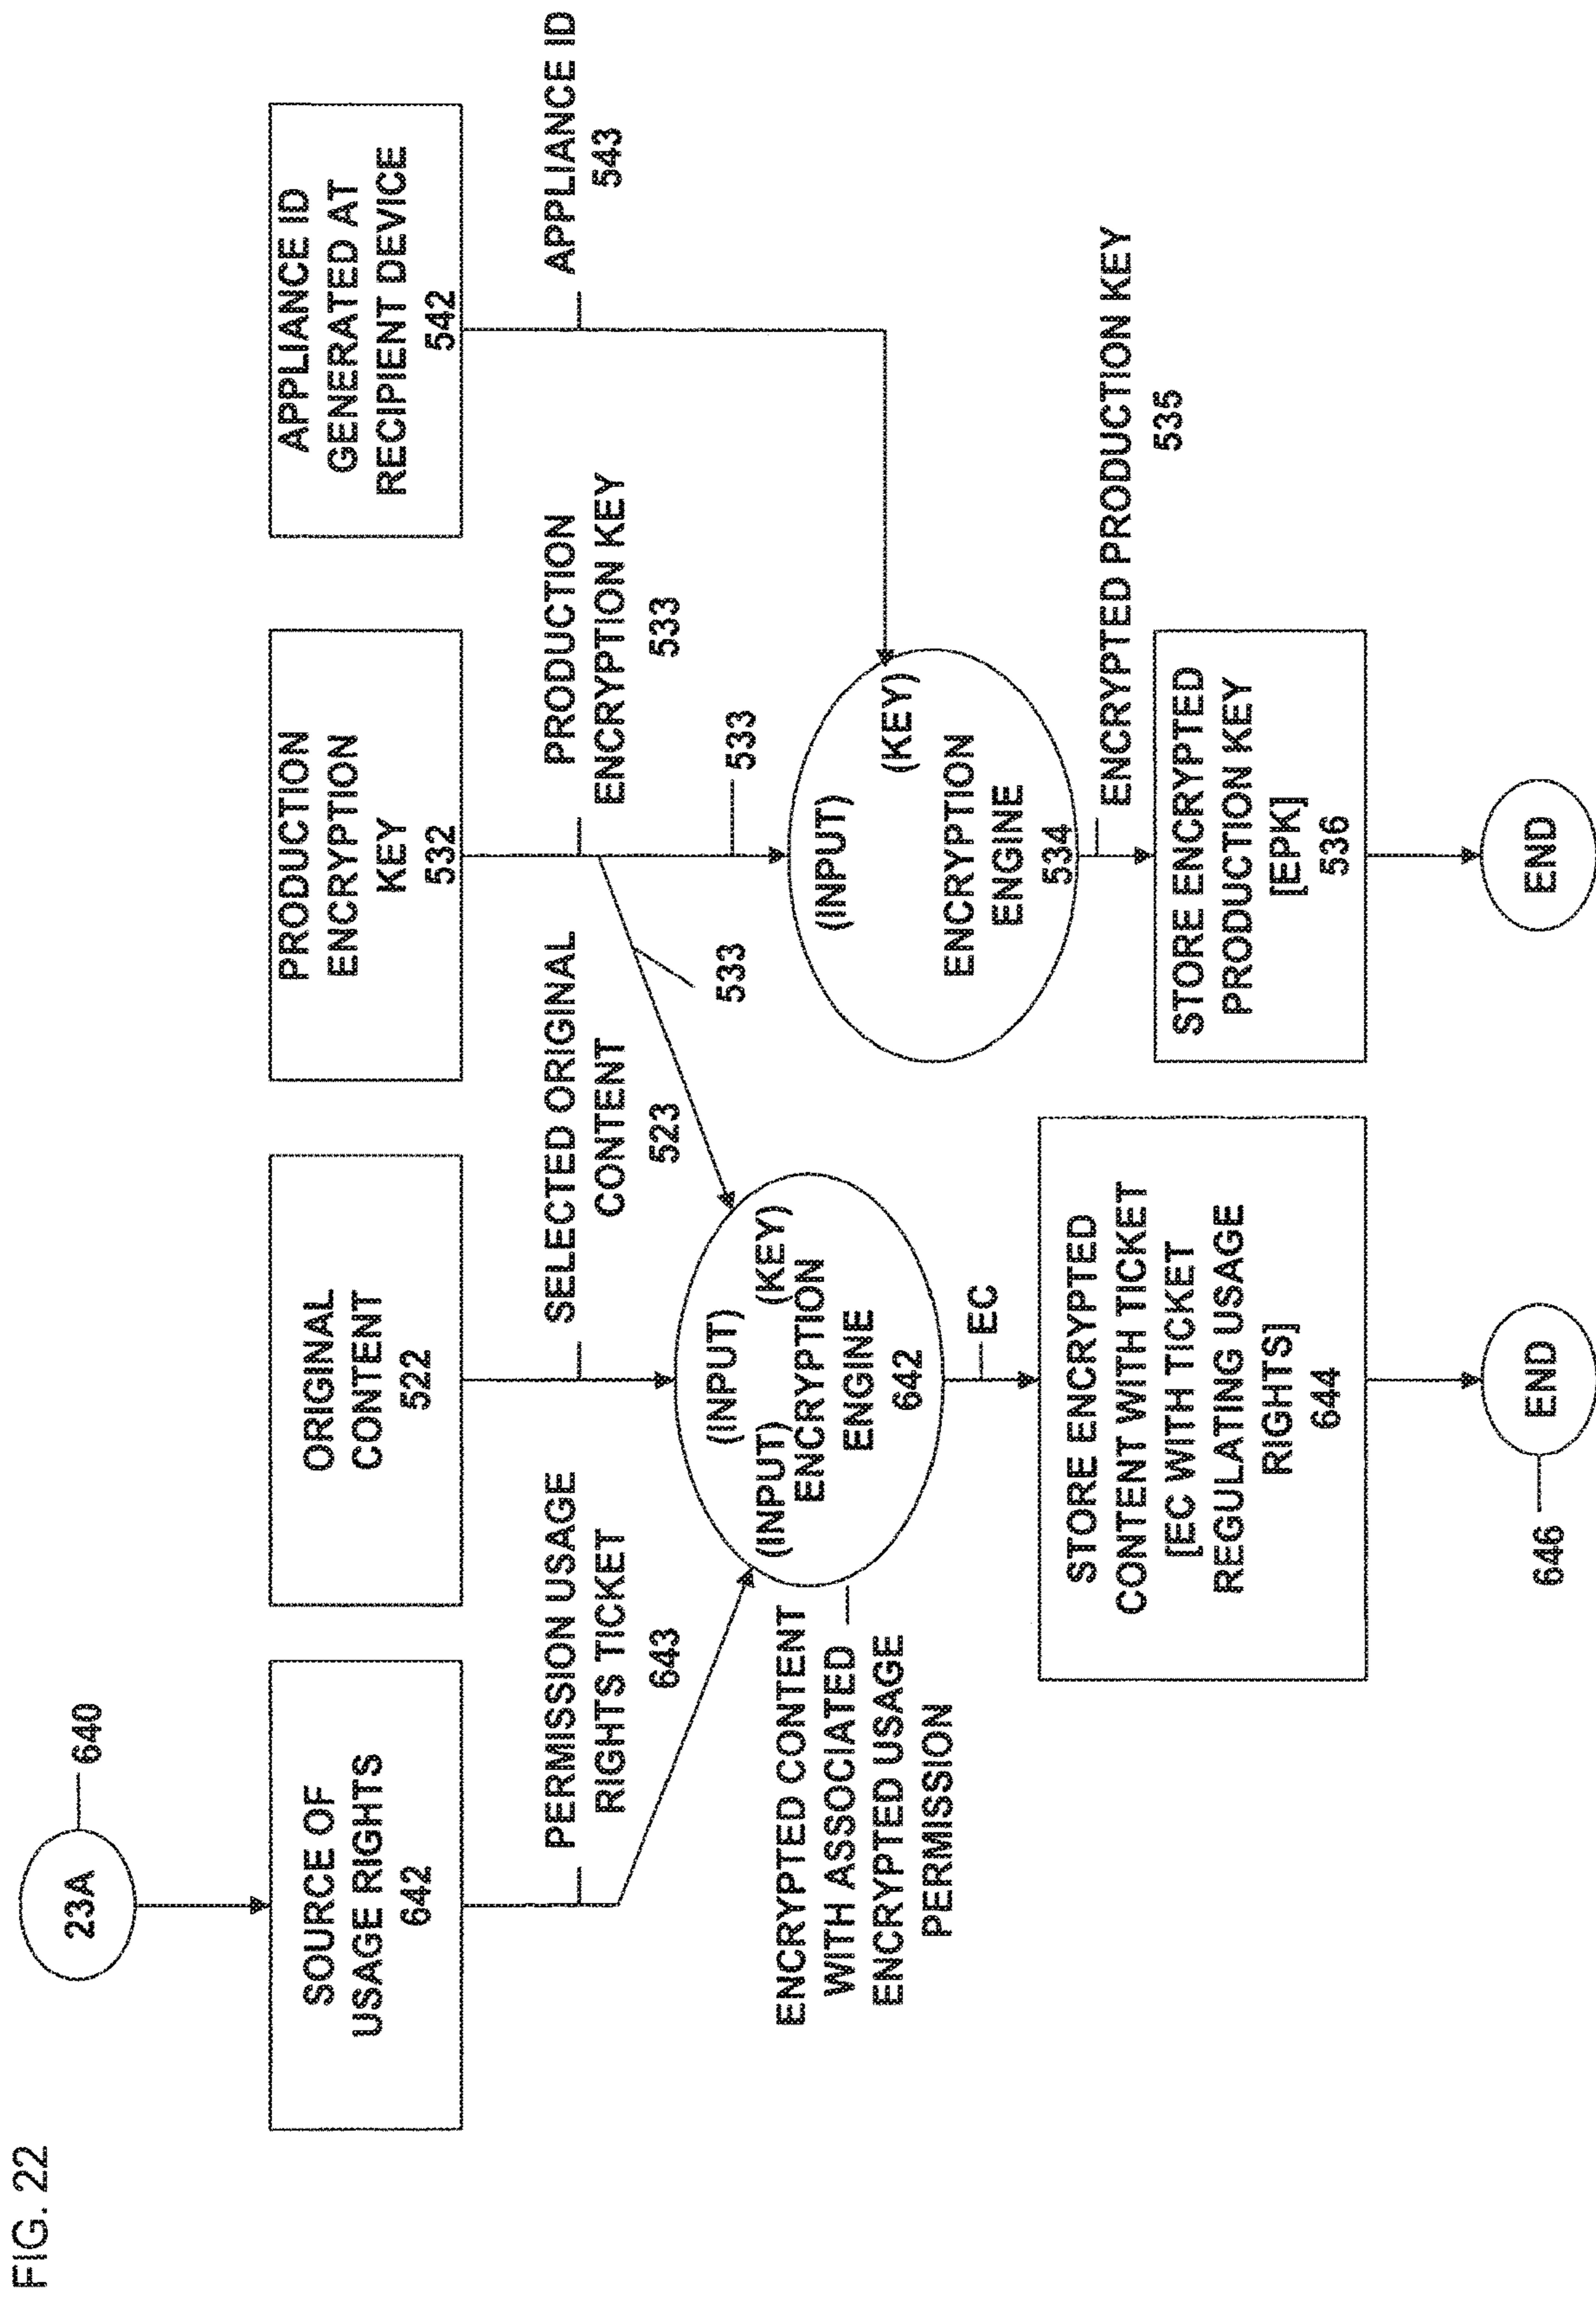 FIG. 22
23A
640
SOURCE OF
USAGE RIGHTS
642
ORIGINAL
CONTENT
522
PRODUCTION
ENCRYPTION
KEY
532
APPLIANCE ID
GENERATED AT
RECIPIENT DEVICE
542
PERMISSION USAGE
RIGHTS TICKET
643
SELECTED ORIGINAL
CONTENT
523
PRODUCTION
ENCRYPTION KEY
533
APPLIANCE ID
543
533
533
(INPUT)
(INPUT)
(KEY)
ENCRYPTION
ENGINE
642
(INPUT)
(KEY)
ENCRYPTION
ENGINE
534
ENCRYPTED CONTENT
WITH ASSOCIATED
ENCRYPTED USAGE
PERMISSION
EC
ENCRYPTED PRODUCTION KEY
535
STORE ENCRYPTED
CONTENT WITH TICKET
[EC WITH TICKET
REGULATING USAGE
RIGHTS]
644
STORE ENCRYPTED
PRODUCTION KEY
[EPK]
536
646
END
END